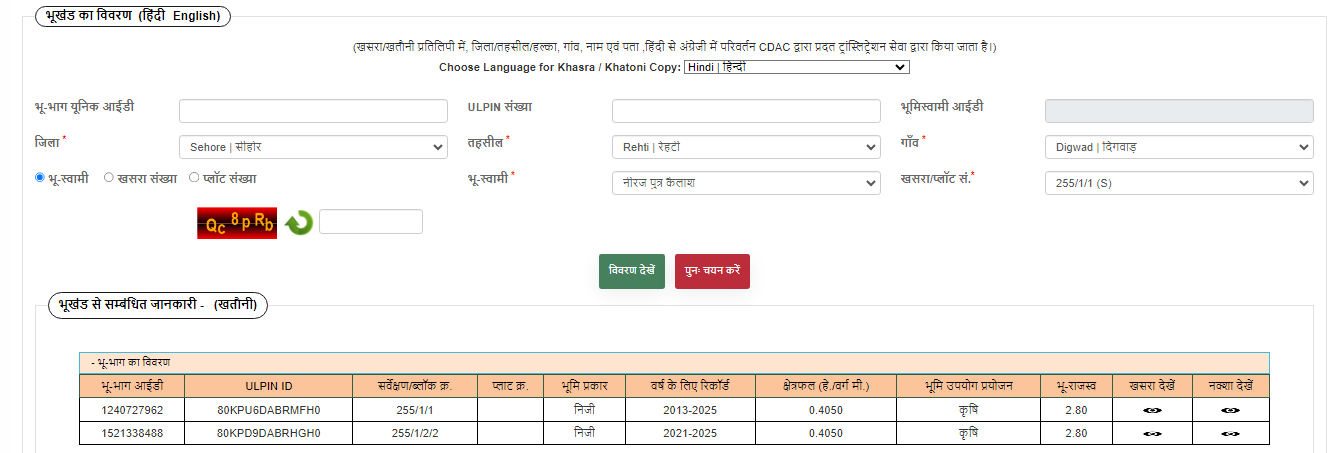 भूखंड का विवरण (हिंदी English)
(खसरा/खतौनी प्रतिलिपी में, जिला/तहसील/हल्का, गांव, नाम एवं पता ,हिंदी से अंग्रेजी में परिवर्तन CDAC द्वारा प्रदत ट्रांस्लिट्रेशन सेवा द्वारा किया जाता है।)
Choose Language for Khasra / Khatoni Copy: Hindi | हिन्दी
भू-भाग यूनिक आईडी ULPIN संख्या भूमिस्वामी आईडी
जिला * Sehore | सीहोर तहसील * Rehti | रेहटी गाँव * Digwad | दिगवाड़
भू-स्वामी खसरा संख्या प्लॉट संख्या भू-स्वामी * नीरज पुत्र कैलाश खसरा/प्लॉट सं.* 255/1/1 (S)
Qc 8 p Rb
विवरण देखें पुनः चयन करें
भूखंड से सम्बंधित जानकारी - (खतौनी)
- भू-भाग का विवरण
भू-भाग आईडी ULPIN ID सर्वेक्षण/ब्लॉक क्र. प्लाट क्र. भूमि प्रकार वर्ष के लिए रिकॉर्ड क्षेत्रफल (हे./वर्ग मी.) भूमि उपयोग प्रयोजन भू-राजस्व खसरा देखें नक्शा देखें
1240727962 80KPU6DABRMFH0 255/1/1 निजी 2013-2025 0.4050 कृषि 2.80
1521338488 80KPD9DABRHGH0 255/1/2/2 निजी 2021-2025 0.4050 कृषि 2.80